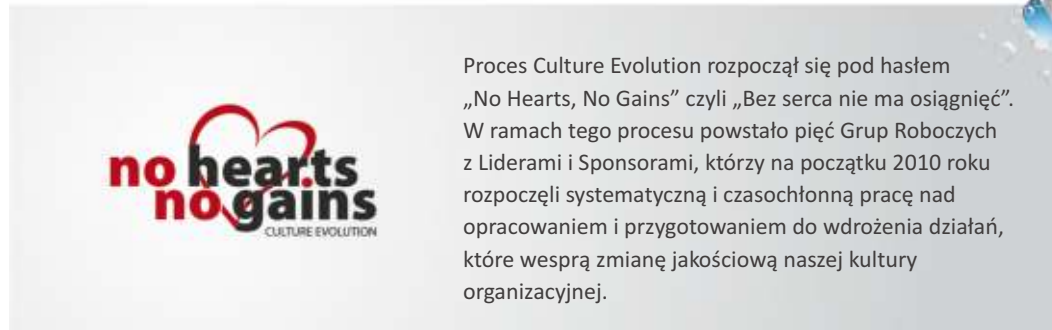 no hearts
no gains
CULTURE EVOLUTION
Proces Culture Evolution rozpoczął się pod hasłem
„No Hearts, No Gains” czyli „Bez serca nie ma osiągnięć”.
W ramach tego procesu powstało pięć Grup Roboczych
z Liderami i Sponsorami, którzy na początku 2010 roku
rozpoczęli systematyczną i czasochłonną pracę nad
opracowaniem i przygotowaniem do wdrożenia działań,
które wesprą zmianę jakościową naszej kultury
organizacyjnej.